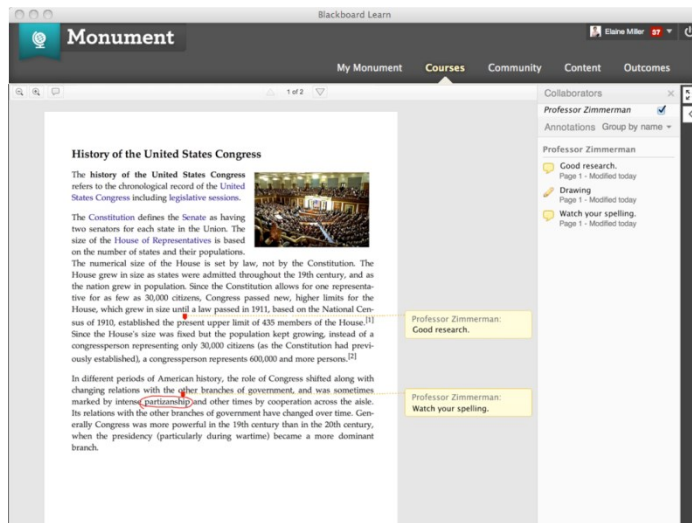 Blackboard Learn
Monument
Elaine Miller 37
My Monument Courses Community Content Outcomes
1 of 2
Collaborators
Professor Zimmerman
Annotations Group by name
Professor Zimmerman
Good research.
Page 1 - Modified today
Drawing
Page 1 - Modified today
Watch your spelling.
Page 1 - Modified today
History of the United States Congress
The history of the United States Congress
refers to the chronological record of the United
States Congress including legislative sessions.
The Constitution defines the Senate as having
two senators for each state in the Union. The
size of the House of Representatives is based
on the number of states and their populations.
The numerical size of the House is set by law, not by the Constitution. The
House grew in size as states were admitted throughout the 19th century, and as
the nation grew in population. Since the Constitution allows for one representa-
tive for as few as 30,000 citizens, Congress passed new, higher limits for the
House, which grew in size until a law passed in 1911, based on the National Cen-
sus of 1910, established the present upper limit of 435 members of the House.[1]
Since the House's size was fixed but the population kept growing, instead of a
congressperson representing only 30,000 citizens (as the Constitution had previ-
ously established), a congressperson represents 600,000 and more persons.[2]
In different periods of American history, the role of Congress shifted along with
changing relations with the other branches of government, and was sometimes
marked by intense partizanship and other times by cooperation across the aisle.
Its relations with the other branches of government have changed over time. Gen-
erally Congress was more powerful in the 19th century than in the 20th century,
when the presidency (particularly during wartime) became a more dominant
branch.
Professor Zimmerman:
Good research.
Professor Zimmerman:
Watch your spelling.